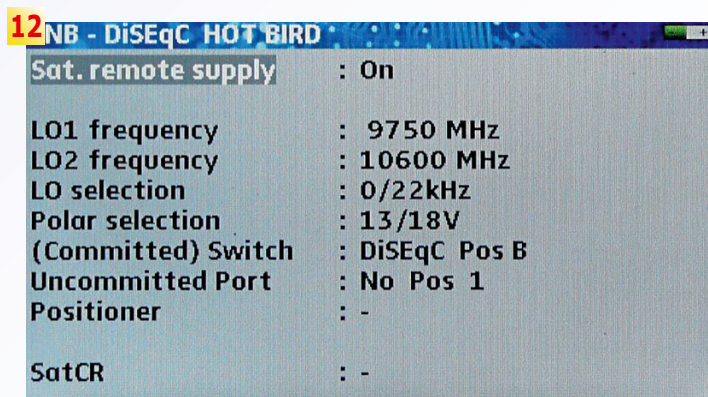 12
NB - DiSEqC HOT BIRD
Sat. remote supply : On
LO1 frequency : 9750 MHz
LO2 frequency : 10600 MHz
LO selection : 0/22kHz
Polar selection : 13/18V
(Committed) Switch : DiSEqC Pos B
Uncommitted Port : No Pos 1
Positioner : -
SatCR : -